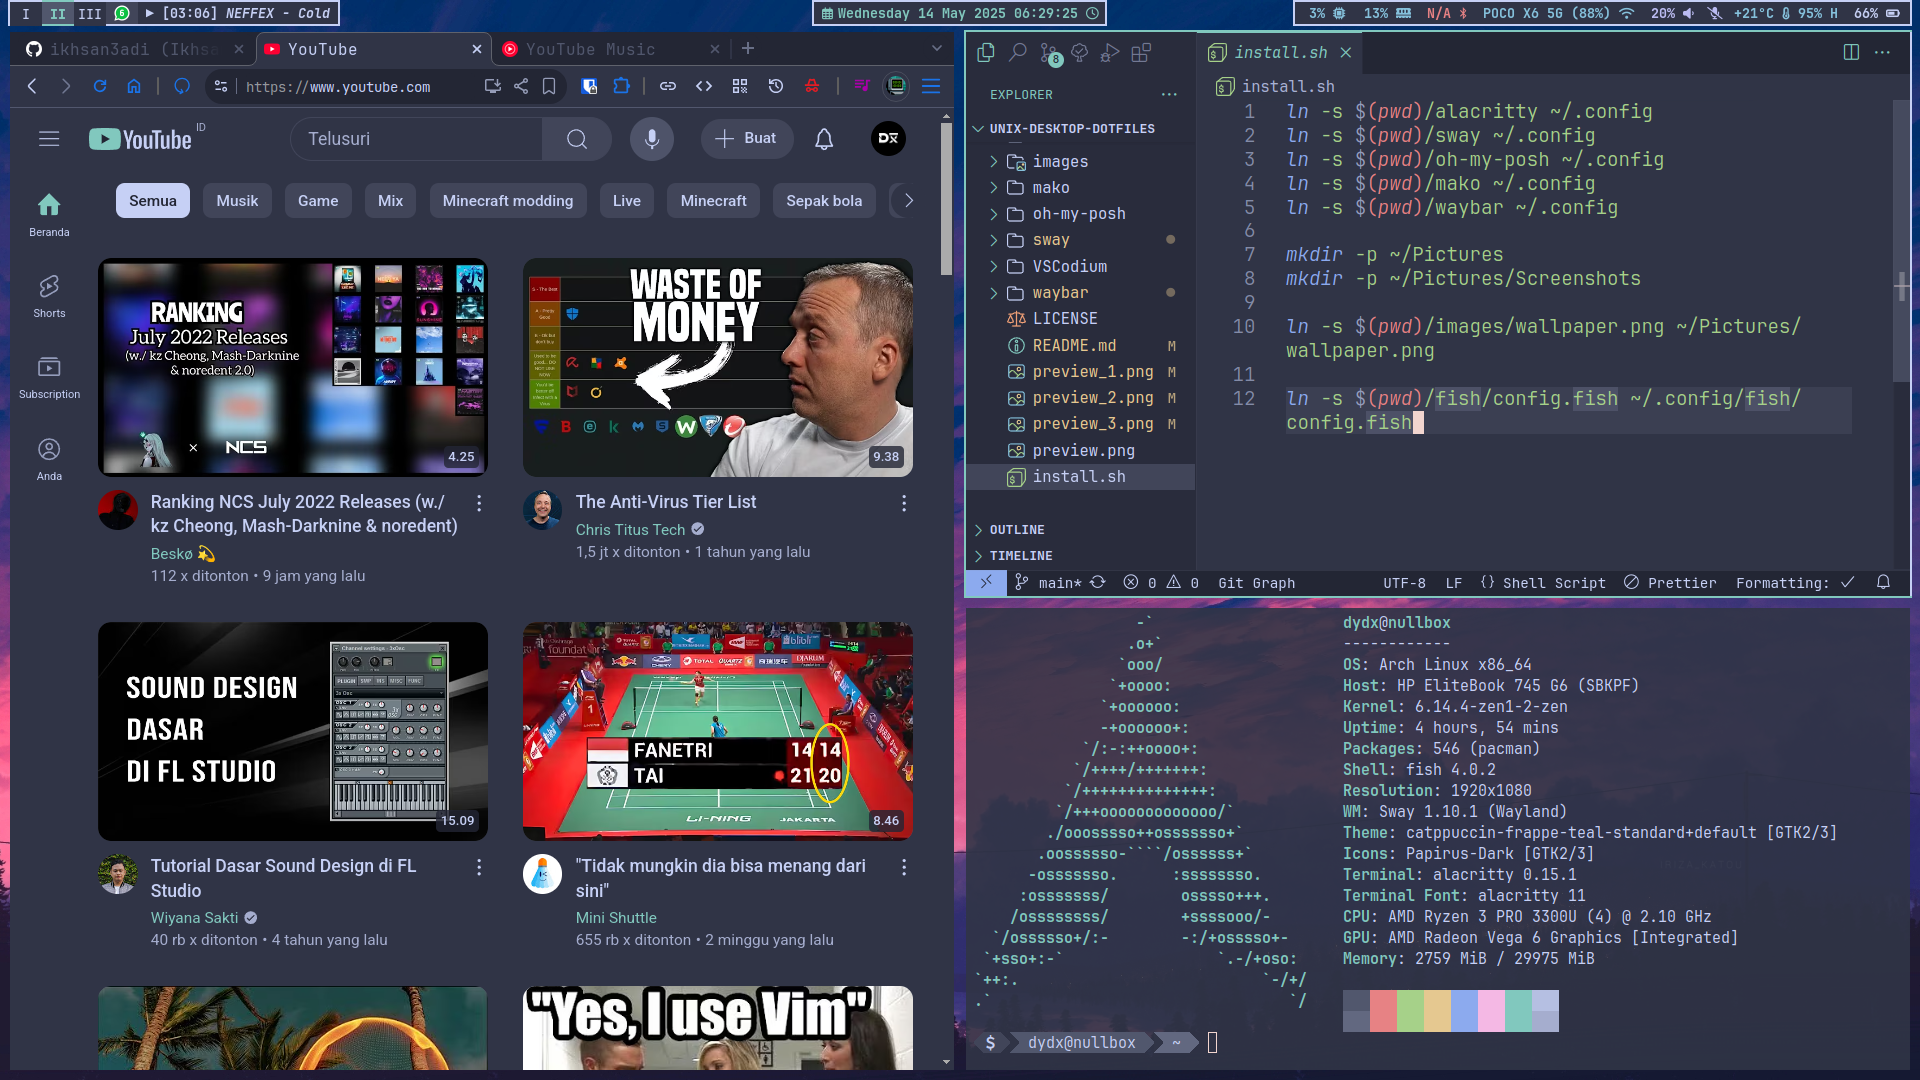 I II III 6 ▶ [03:06] NEFFEX - Cold
Wednesday 14 May 2025 06:29:25
3% 13% N/A POCO X6 5G (88%) 20% +21°C 95% H 66%
ikhsan3adi (Ikhsa
YouTube
YouTube Music
https://www.youtube.com
YouTube ID
Telusuri
Buat
Semua
Musik
Game
Mix
Minecraft modding
Live
Minecraft
Sepak bola
Beranda
Shorts
Subscription
Anda
RANKING
July 2022 Releases
(w./ kz Cheong, Mash-Darknine
& noredent 2.0)
× NCS
4.25
Ranking NCS July 2022 Releases (w./
kz Cheong, Mash-Darknine & noredent)
Beskø 💫
112 x ditonton • 9 jam yang lalu
WASTE OF
MONEY
9.38
The Anti-Virus Tier List
Chris Titus Tech
1,5 jt x ditonton • 1 tahun yang lalu
SOUND DESIGN
DASAR
DI FL STUDIO
15.09
Tutorial Dasar Sound Design di FL
Studio
Wiyana Sakti
40 rb x ditonton • 4 tahun yang lalu
FANETRI 14 14
TAI 21 20
LI-NING JAKARTA
8.46
"Tidak mungkin dia bisa menang dari
sini"
Mini Shuttle
655 rb x ditonton • 2 minggu yang lalu
"Yes, I use Vim"
8
EXPLORER
UNIX-DESKTOP-DOTFILES
images
mako
oh-my-posh
sway
VSCodium
waybar
LICENSE
README.md M
preview_1.png M
preview_2.png M
preview_3.png M
preview.png
install.sh
OUTLINE
TIMELINE
install.sh
install.sh
1 ln -s $(pwd)/alacritty ~/.config
2 ln -s $(pwd)/sway ~/.config
3 ln -s $(pwd)/oh-my-posh ~/.config
4 ln -s $(pwd)/mako ~/.config
5 ln -s $(pwd)/waybar ~/.config
6
7 mkdir -p ~/Pictures
8 mkdir -p ~/Pictures/Screenshots
9
10 ln -s $(pwd)/images/wallpaper.png ~/Pictures/
wallpaper.png
11
12 ln -s $(pwd)/fish/config.fish ~/.config/fish/
config.fish
main* 0 0 Git Graph UTF-8 LF {} Shell Script Prettier Formatting: ✓
dydx@nullbox
------------
OS: Arch Linux x86_64
Host: HP EliteBook 745 G6 (SBKPF)
Kernel: 6.14.4-zen1-2-zen
Uptime: 4 hours, 54 mins
Packages: 546 (pacman)
Shell: fish 4.0.2
Resolution: 1920x1080
WM: Sway 1.10.1 (Wayland)
Theme: catppuccin-frappe-teal-standard+default [GTK2/3]
Icons: Papirus-Dark [GTK2/3]
Terminal: alacritty 0.15.1
Terminal Font: alacritty 11
CPU: AMD Ryzen 3 PRO 3300U (4) @ 2.10 GHz
GPU: AMD Radeon Vega 6 Graphics [Integrated]
Memory: 2759 MiB / 29975 MiB
$ dydx@nullbox ~